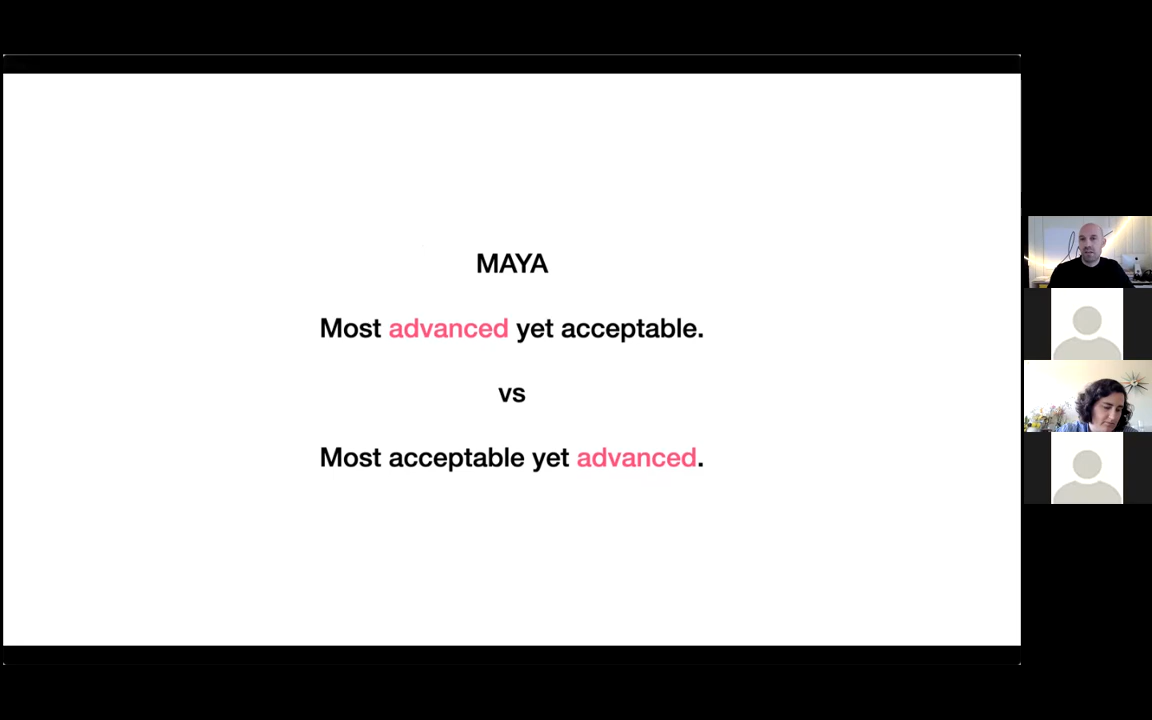 MAYA
Most advanced yet acceptable.
vs
Most acceptable yet advanced.